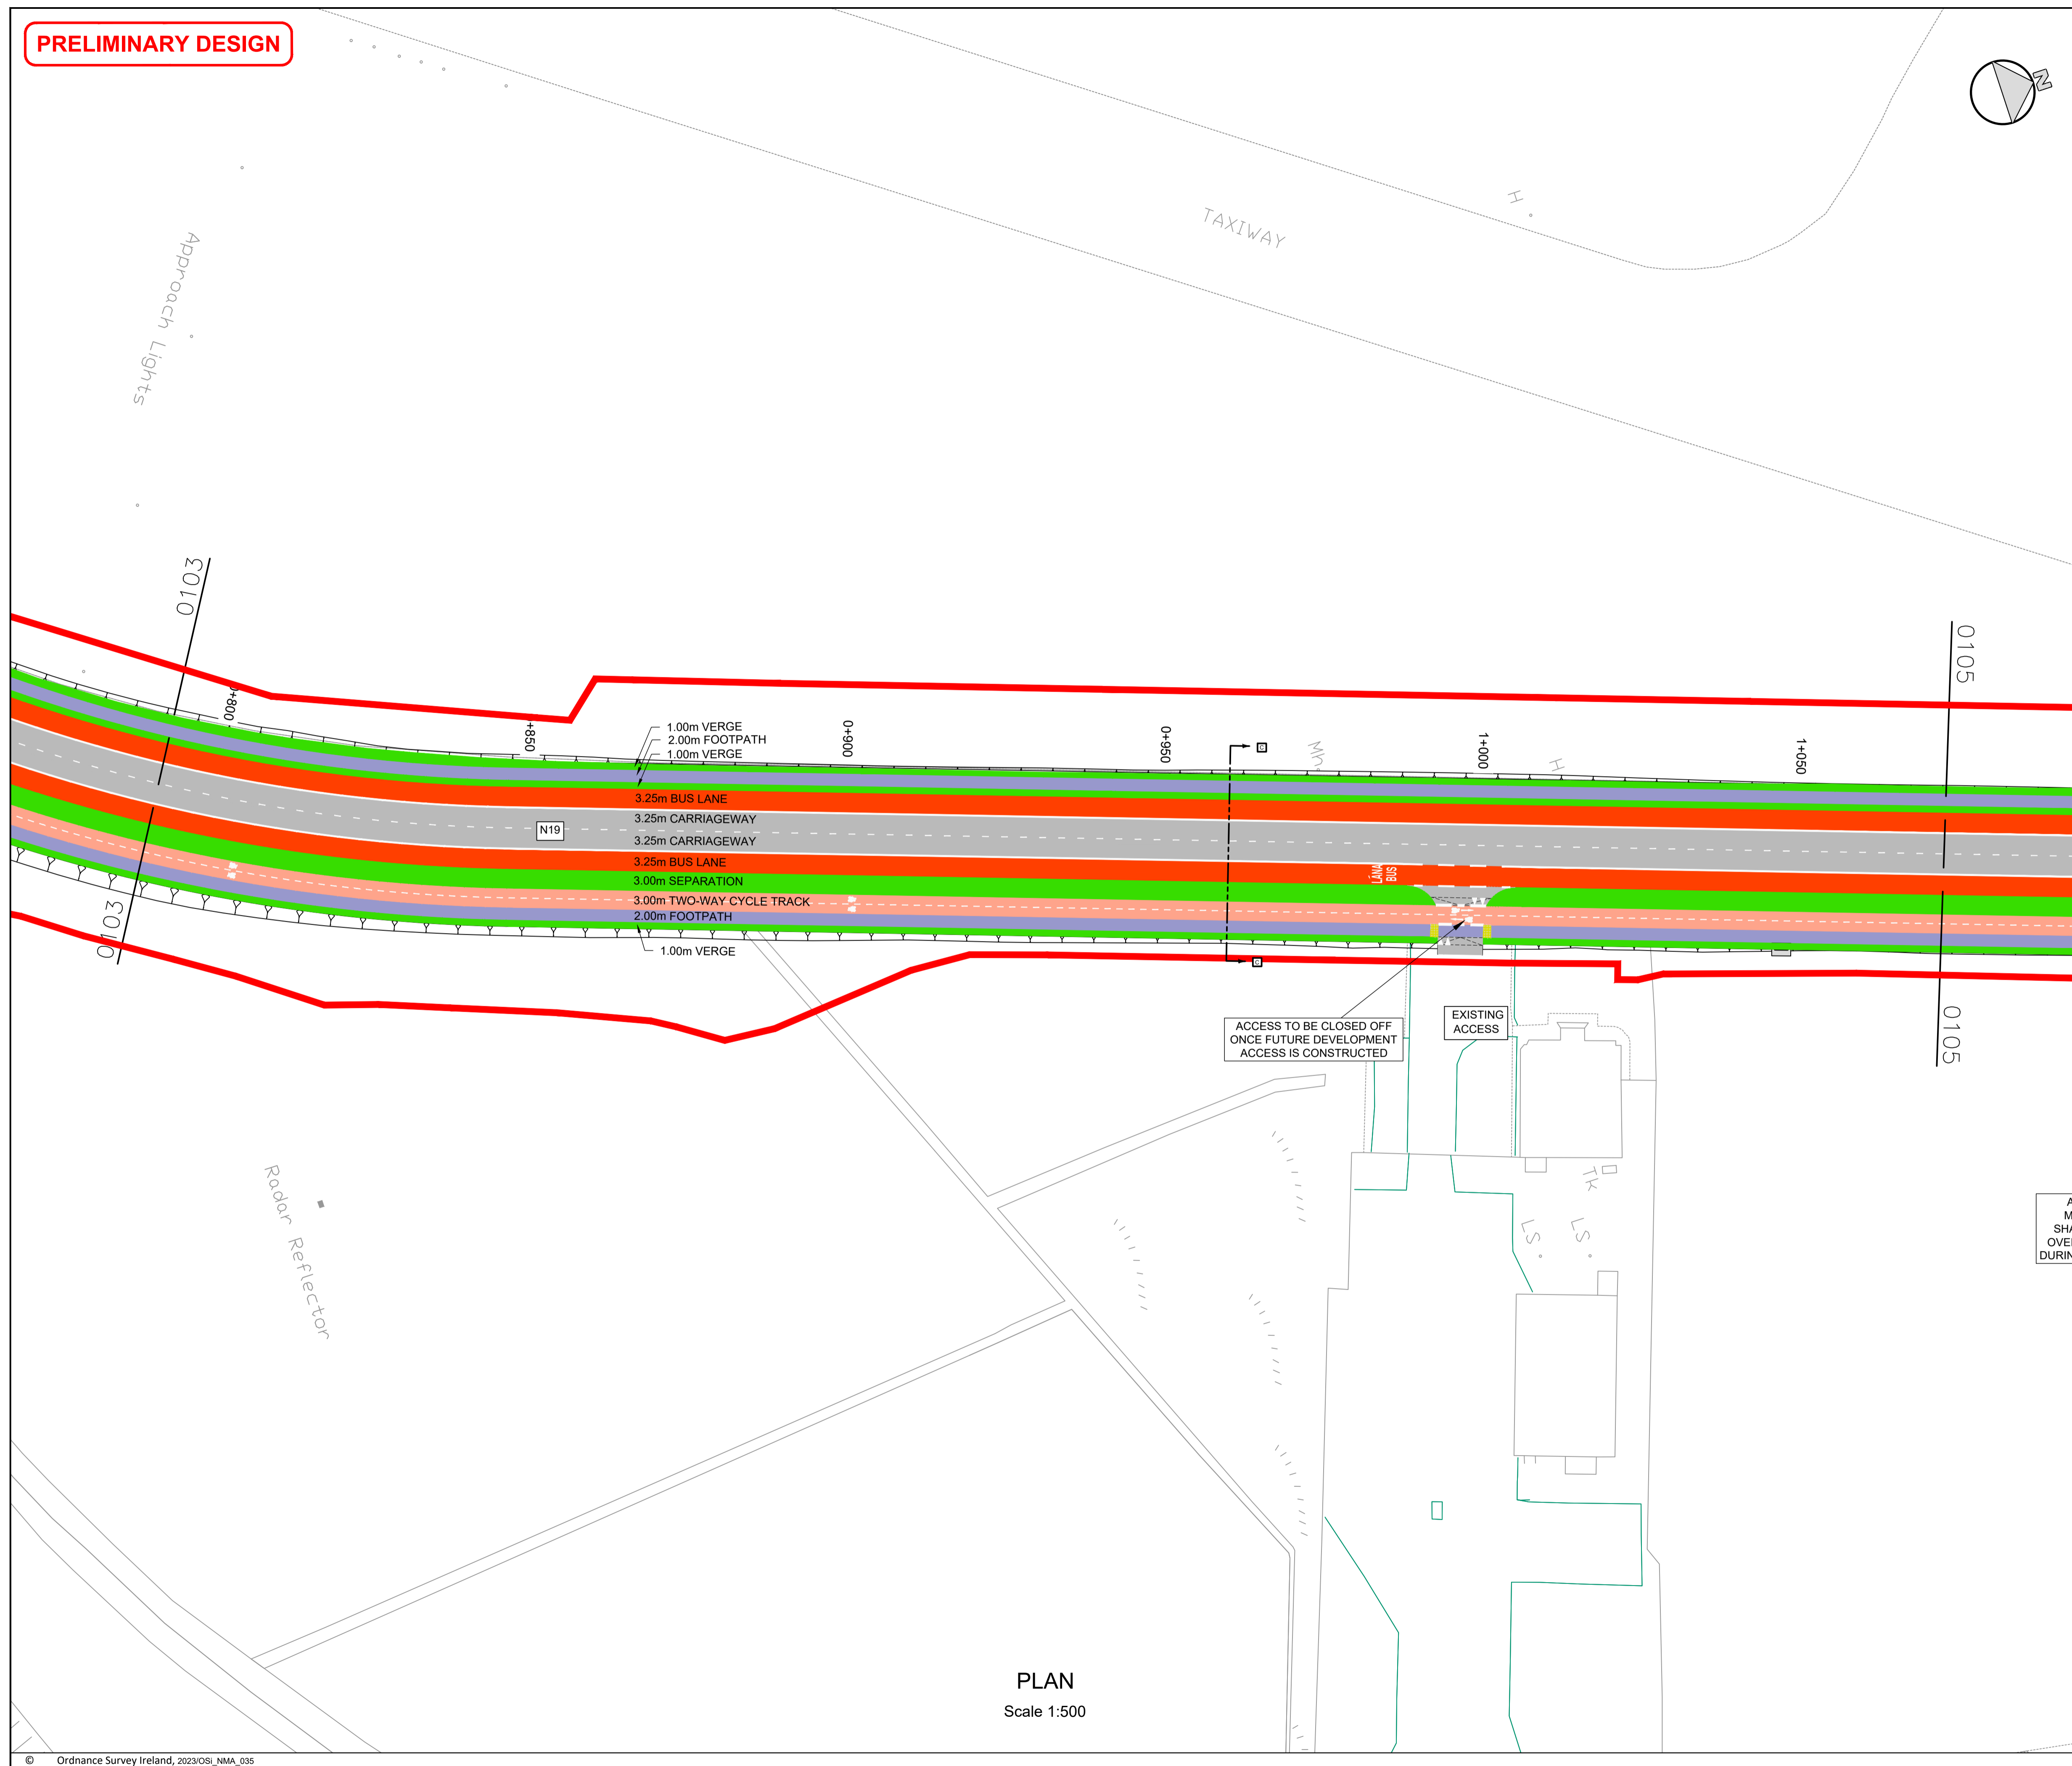 PRELIMINARY DESIGN
N
H
TAXIWAY
Approach Lights
0103
0105
0+800
+850
0+900
0+950
1+000
1+050
Mh.
H
1.00m VERGE
2.00m FOOTPATH
1.00m VERGE
3.25m BUS LANE
3.25m CARRIAGEWAY
N19
3.25m CARRIAGEWAY
3.25m BUS LANE
3.00m SEPARATION
3.00m TWO-WAY CYCLE TRACK
2.00m FOOTPATH
1.00m VERGE
C
C
LÁNA
BUS
0103
0105
ACCESS TO BE CLOSED OFF
ONCE FUTURE DEVELOPMENT
ACCESS IS CONSTRUCTED
EXISTING
ACCESS
Radar Reflector
Tk
LS.
LS.
A
M
SHA
OVE
DURIN
PLAN
Scale 1:500
© Ordnance Survey Ireland, 2023/OSi_NMA_035